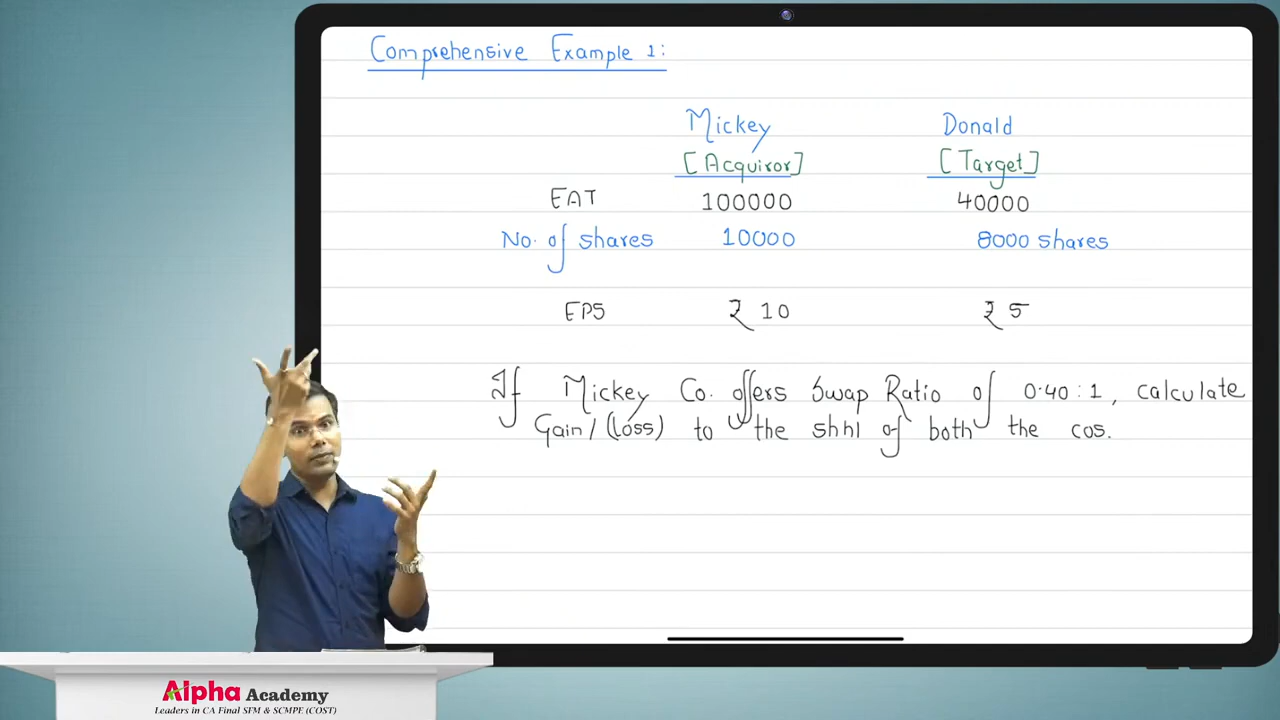 Comprehensive Example 1:
Mickey Donald
[Acquiror] [Target]
EAT 100000 40000
No. of shares 10000 8000 shares
EPS ₹ 10 ₹ 5
If Mickey Co. offers Swap Ratio of 0.40 : 1, calculate
Gain/(loss) to the shhl of both the cos.
Alpha Academy
Leaders in CA Final SFM & SCMPE (COST)